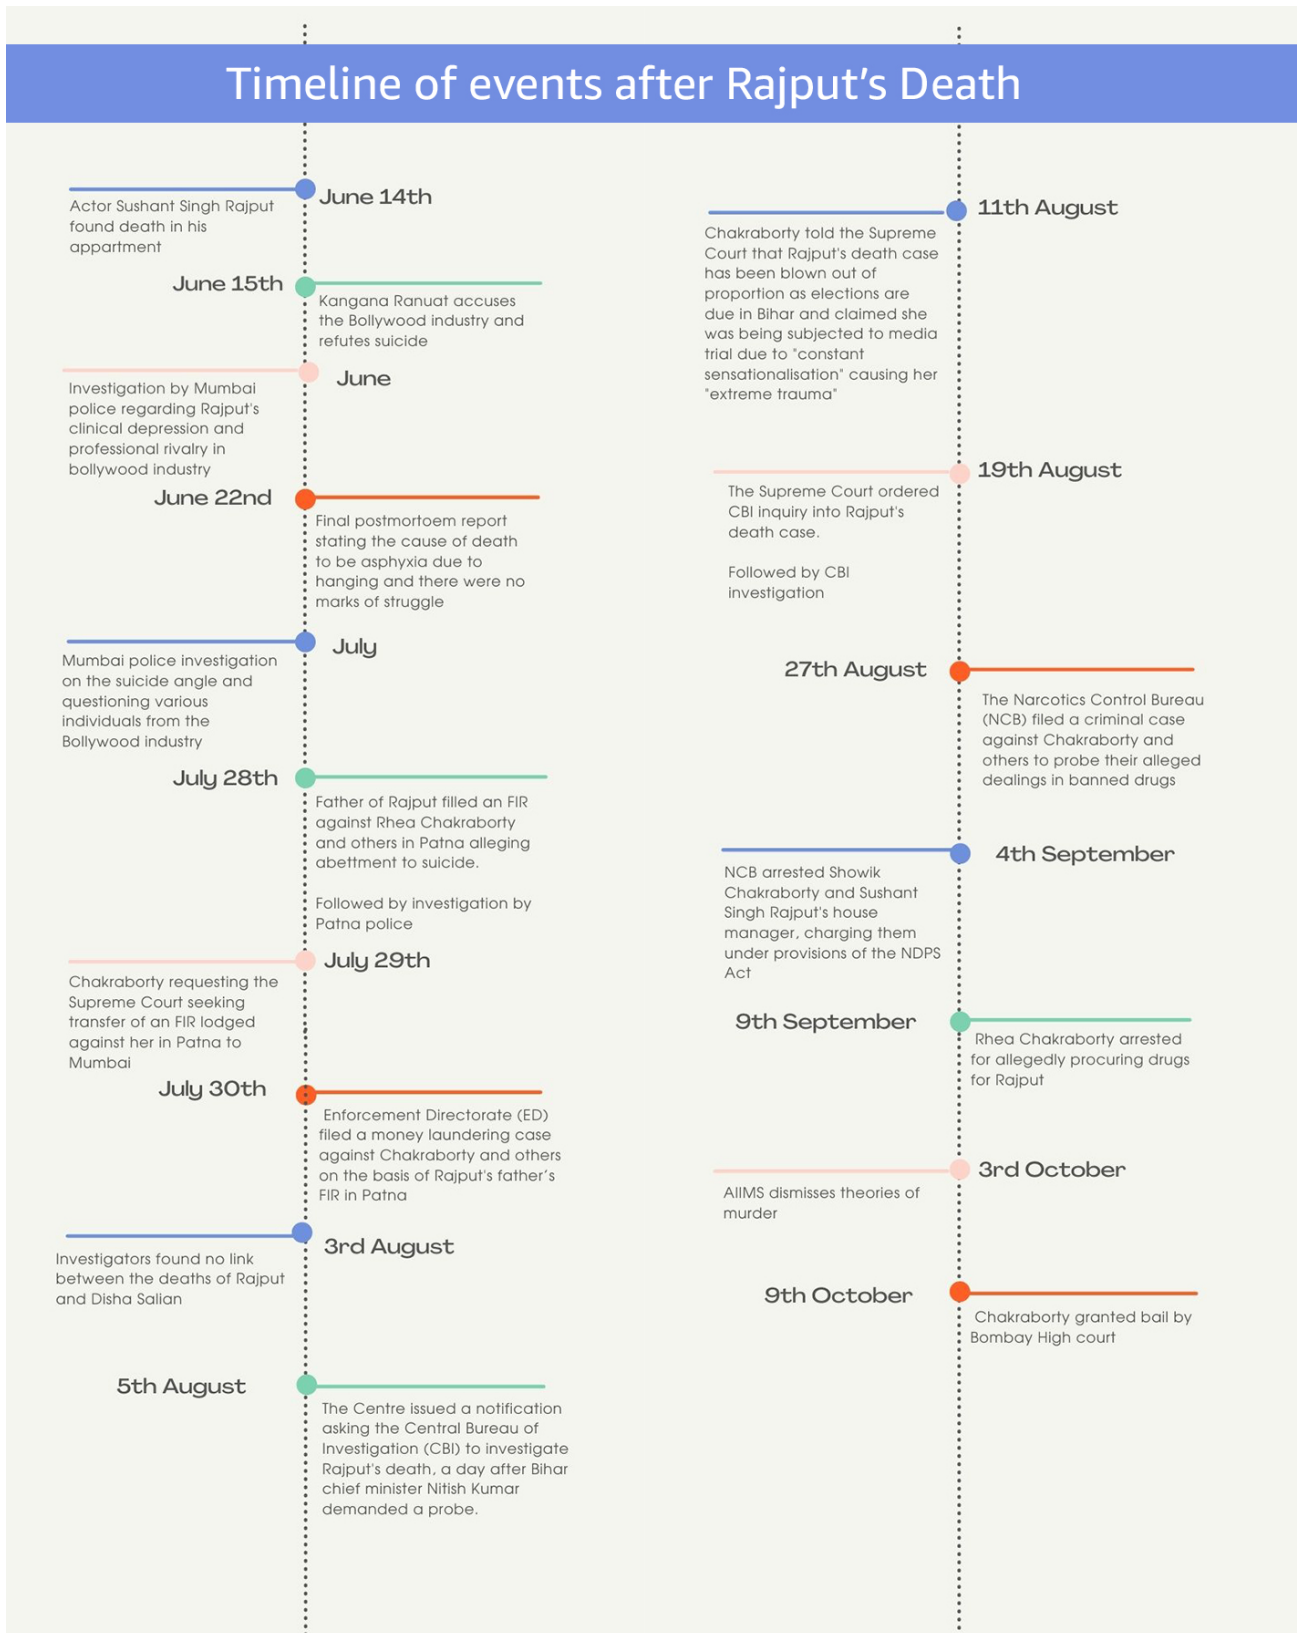 Timeline of events after Rajput's Death
June 14th
Actor Sushant Singh Rajput
found death in his
appartment
June 15th
Kangana Ranuat accuses
the Bollywood industry and
refutes suicide
June
Investigation by Mumbai
police regarding Rajput's
clinical depression and
professional rivalry in
bollywood industry
June 22nd
Final postmortoem report
stating the cause of death
to be asphyxia due to
hanging and there were no
marks of struggle
July
Mumbai police investigation
on the suicide angle and
questioning various
individuals from the
Bollywood industry
July 28th
Father of Rajput filled an FIR
against Rhea Chakraborty
and others in Patna alleging
abettment to suicide.
Followed by investigation by
Patna police
July 29th
Chakraborty requesting the
Supreme Court seeking
transfer of an FIR lodged
against her in Patna to
Mumbai
July 30th
Enforcement Directorate (ED)
filed a money laundering case
against Chakraborty and others
on the basis of Rajput's father's
FIR in Patna
3rd August
Investigators found no link
between the deaths of Rajput
and Disha Salian
5th August
The Centre issued a notification
asking the Central Bureau of
Investigation (CBI) to investigate
Rajput's death, a day after Bihar
chief minister Nitish Kumar
demanded a probe.
11th August
Chakraborty told the Supreme
Court that Rajput's death case
has been blown out of
proportion as elections are
due in Bihar and claimed she
was being subjected to media
trial due to "constant
sensationalisation" causing her
"extreme trauma"
19th August
The Supreme Court ordered
CBI inquiry into Rajput's
death case.
Followed by CBI
investigation
27th August
The Narcotics Control Bureau
(NCB) filed a criminal case
against Chakraborty and
others to probe their alleged
dealings in banned drugs
4th September
NCB arrested Showik
Chakraborty and Sushant
Singh Rajput's house
manager, charging them
under provisions of the NDPS
Act
9th September
Rhea Chakraborty arrested
for allegedly procuring drugs
for Rajput
3rd October
AIIMS dismisses theories of
murder
9th October
Chakraborty granted bail by
Bombay High court